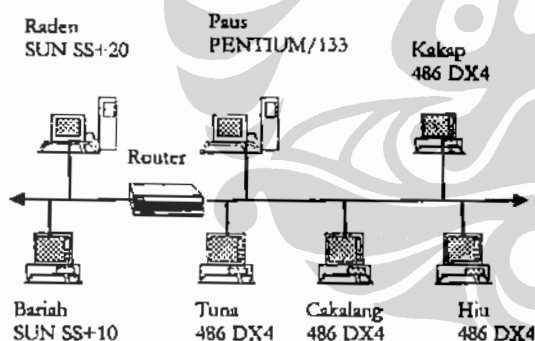 Raden
SUN SS+20
Paus
PENTIUM/133
Kakap
486 DX4
Router
Bariah
SUN SS+10
Tuna
486 DX4
Cakalang
486 DX4
Hiu
486 DX4